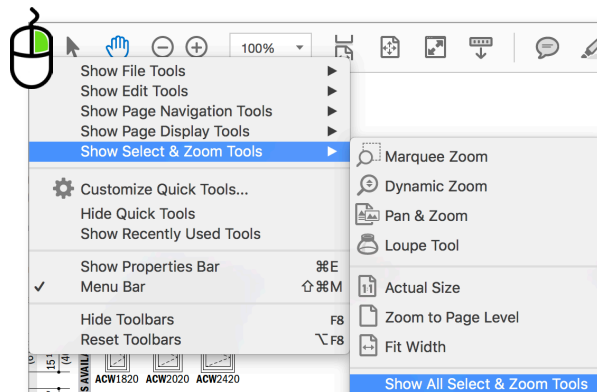 100%
Show File Tools
Show Edit Tools
Show Page Navigation Tools
Show Page Display Tools
Show Select & Zoom Tools
Customize Quick Tools...
Hide Quick Tools
Show Recently Used Tools
Show Properties Bar ⌘E
✓ Menu Bar ⇧⌘M
Hide Toolbars F8
Reset Toolbars ⌥F8
Marquee Zoom
Dynamic Zoom
Pan & Zoom
Loupe Tool
1:1 Actual Size
Zoom to Page Level
Fit Width
Show All Select & Zoom Tools
ACW1820 ACW2020 ACW2420